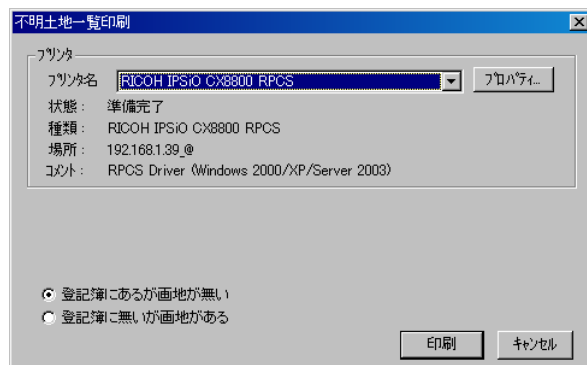 不明土地一覧印刷
プリンタ
プリンタ名 RICOH IPSiO CX8800 RPCS プロパティ...
状態： 準備完了
種類： RICOH IPSiO CX8800 RPCS
場所： 192.168.1.39_@
コメント： RPCS Driver (Windows 2000/XP/Server 2003)
登記簿にあるが画地が無い
登記簿に無いが画地がある
印刷 キャンセル